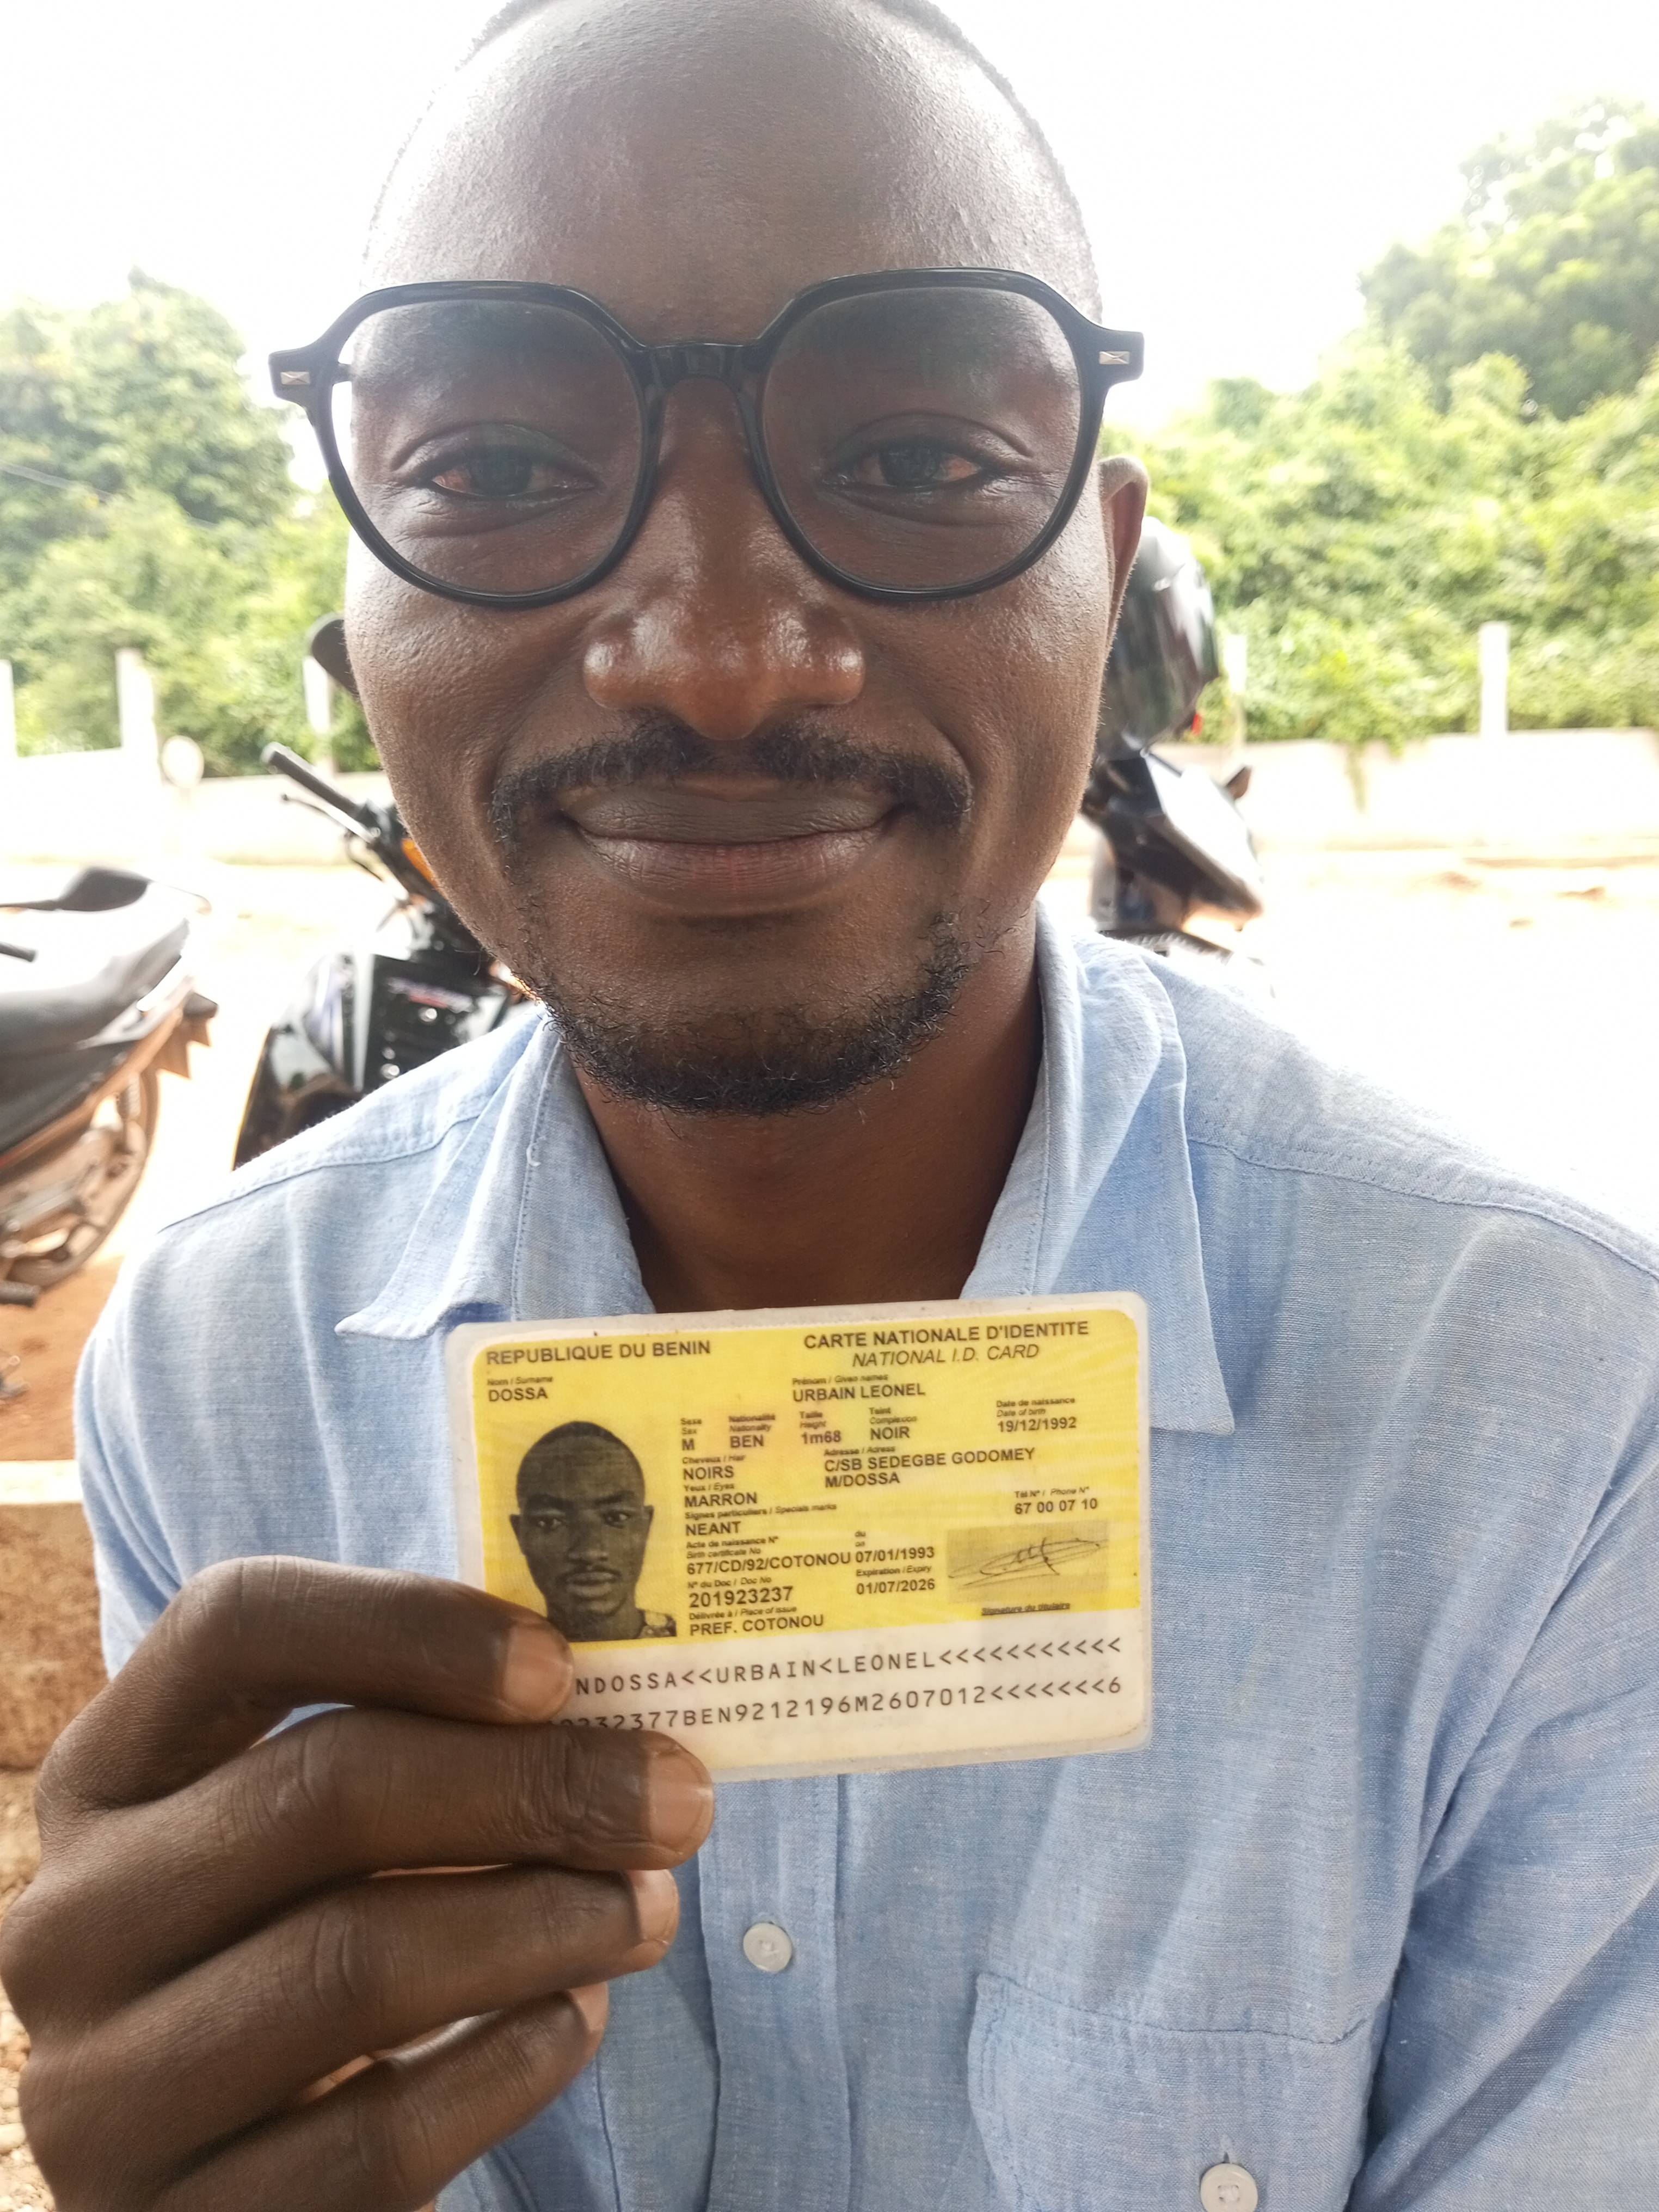 REPUBLIQUE DU BENIN
CARTE NATIONALE D'IDENTITE
NATIONAL I.D. CARD
Nom / Surname
DOSSA
Prénom / Given names
URBAIN LEONEL
Sexe
Sex
M
Nationalité
Nationality
BEN
Taille
Height
1m68
Teint
Complexion
NOIR
Date de naissance
Date of birth
19/12/1992
Cheveux / Hair
NOIRS
Adresse / Adress
C/SB SEDEGBE GODOMEY
M/DOSSA
Yeux / Eyes
MARRON
Tél N° / Phone N°
67 00 07 10
Signes particuliers / Specials marks
NEANT
Acte de naissance N°
Birth certificate No
677/CD/92/COTONOU
du
on
07/01/1993
N° du Doc / Doc No
201923237
Expiration / Expiry
01/07/2026
Délivrée à / Place of issue
PREF. COTONOU
Signature du titulaire
NDOSSA<<URBAIN<LEONEL<<<<<<<<<<<
232377BEN9212196M2607012<<<<<<<6